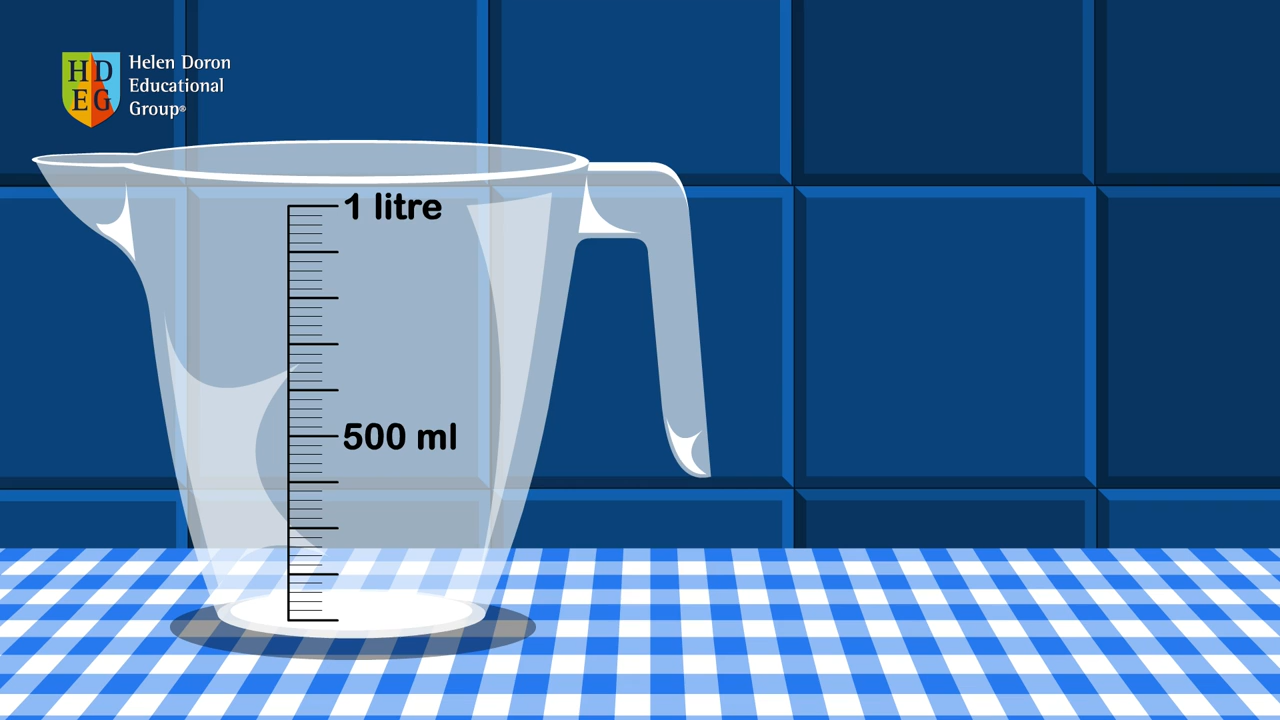 HD
EG
Helen Doron
Educational
Group®
1 litre
500 ml